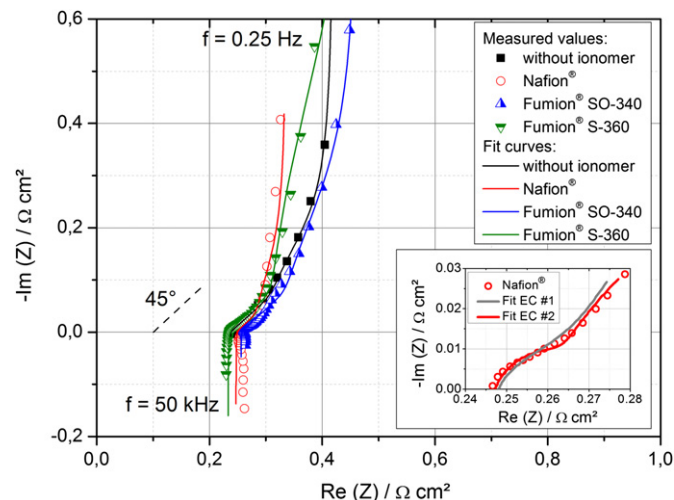 0,6
0,4
0,2
0,0
-0,2
-Im (Z) / Ω cm²
f = 0.25 Hz
45°
f = 50 kHz
Measured values:
without ionomer
Nafion®
Fumion® SO-340
Fumion® S-360
Fit curves:
without ionomer
Nafion®
Fumion® SO-340
Fumion® S-360
0.03
0.02
0.01
0.00
-Im (Z) / Ω cm²
Nafion®
Fit EC #1
Fit EC #2
0.24 0.25 0.26 0.27 0.28
Re (Z) / Ω cm²
0,0 0,2 0,4 0,6 0,8 1,0
Re (Z) / Ω cm²